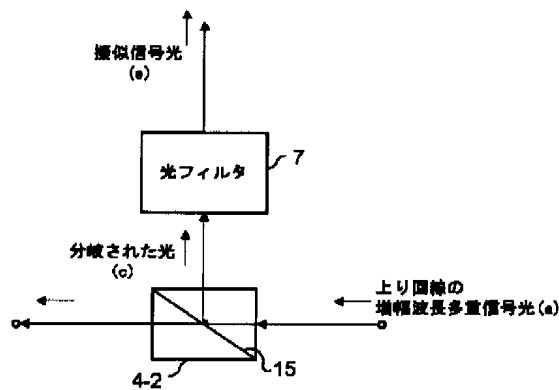 擬似信号光
(e)
光フィルタ
7
分岐された光
(c)
上り回線の
増幅波長多重信号光(a)
15
4-2